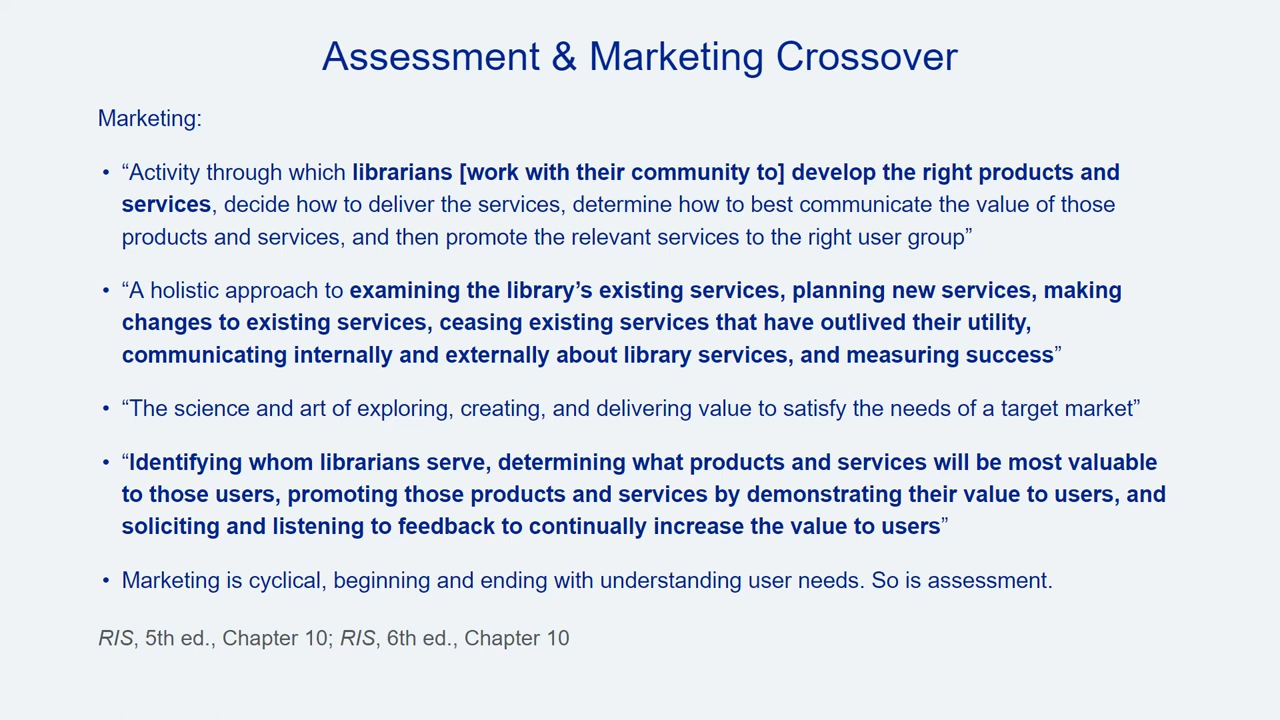 Assessment & Marketing Crossover
Marketing:
• “Activity through which librarians [work with their community to] develop the right products and
services, decide how to deliver the services, determine how to best communicate the value of those
products and services, and then promote the relevant services to the right user group”
• “A holistic approach to examining the library’s existing services, planning new services, making
changes to existing services, ceasing existing services that have outlived their utility,
communicating internally and externally about library services, and measuring success”
• “The science and art of exploring, creating, and delivering value to satisfy the needs of a target market”
• “Identifying whom librarians serve, determining what products and services will be most valuable
to those users, promoting those products and services by demonstrating their value to users, and
soliciting and listening to feedback to continually increase the value to users”
• Marketing is cyclical, beginning and ending with understanding user needs. So is assessment.
RIS, 5th ed., Chapter 10; RIS, 6th ed., Chapter 10